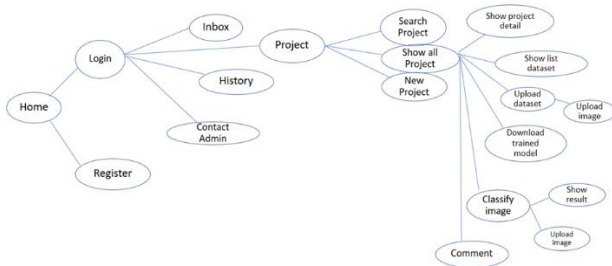 Home
Login
Register
Inbox
Project
History
Contact
Admin
Search
Project
Show all
Project
New
Project
Show project
detail
Show list
dataset
Upload
dataset
Upload
image
Download
trained
model
Classify
image
Show
result
Upload
image
Comment